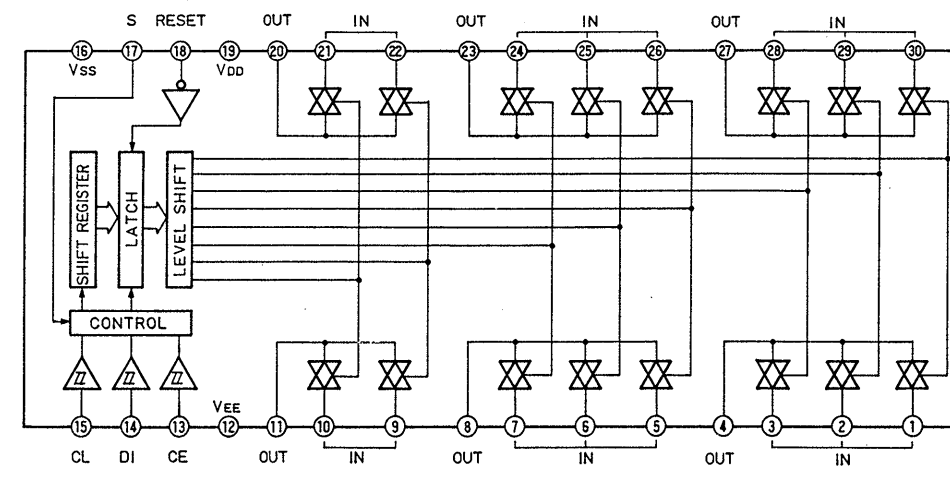 S RESET OUT IN OUT IN OUT IN
16 17 18 19 20 21 22 23 24 25 26 27 28 29 30
VSS VDD
SHIFT REGISTER
LATCH
LEVEL SHIFT
CONTROL
VEE
15 14 13 12 11 10 9 8 7 6 5 4 3 2 1
CL DI CE OUT IN OUT IN OUT IN